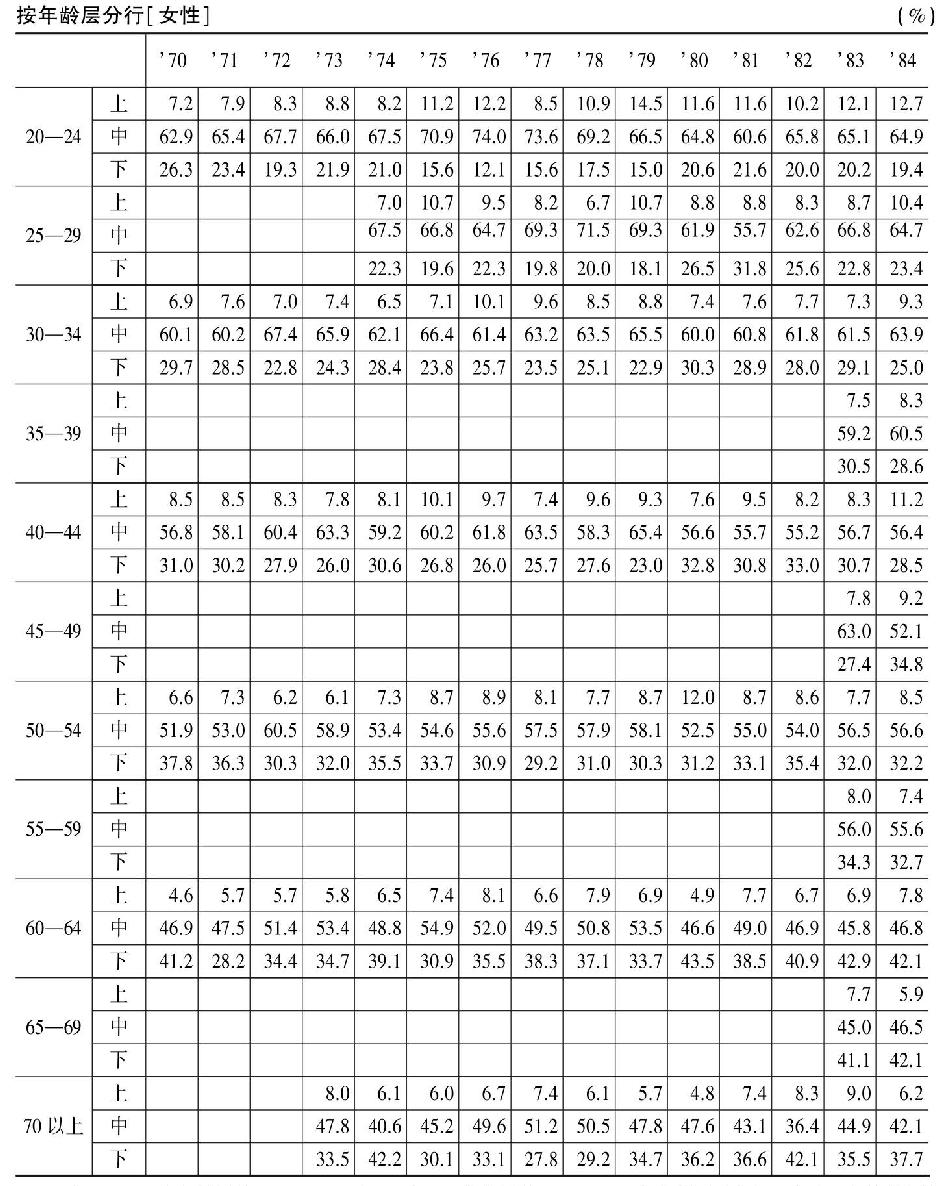 按年龄层分行[女性] (%)
'70 '71 '72 '73 '74 '75 '76 '77 '78 '79 '80 '81 '82 '83 '84
上 7.2 7.9 8.3 8.8 8.2 11.2 12.2 8.5 10.9 14.5 11.6 11.6 10.2 12.1 12.7
20—24 中 62.9 65.4 67.7 66.0 67.5 70.9 74.0 73.6 69.2 66.5 64.8 60.6 65.8 65.1 64.9
下 26.3 23.4 19.3 21.9 21.0 15.6 12.1 15.6 17.5 15.0 20.6 21.6 20.0 20.2 19.4
上 7.0 10.7 9.5 8.2 6.7 10.7 8.8 8.8 8.3 8.7 10.4
25—29 中 67.5 66.8 64.7 69.3 71.5 69.3 61.9 55.7 62.6 66.8 64.7
下 22.3 19.6 22.3 19.8 20.0 18.1 26.5 31.8 25.6 22.8 23.4
上 6.9 7.6 7.0 7.4 6.5 7.1 10.1 9.6 8.5 8.8 7.4 7.6 7.7 7.3 9.3
30—34 中 60.1 60.2 67.4 65.9 62.1 66.4 61.4 63.2 63.5 65.5 60.0 60.8 61.8 61.5 63.9
下 29.7 28.5 22.8 24.3 28.4 23.8 25.7 23.5 25.1 22.9 30.3 28.9 28.0 29.1 25.0
上 7.5 8.3
35—39 中 59.2 60.5
下 30.5 28.6
上 8.5 8.5 8.3 7.8 8.1 10.1 9.7 7.4 9.6 9.3 7.6 9.5 8.2 8.3 11.2
40—44 中 56.8 58.1 60.4 63.3 59.2 60.2 61.8 63.5 58.3 65.4 56.6 55.7 55.2 56.7 56.4
下 31.0 30.2 27.9 26.0 30.6 26.8 26.0 25.7 27.6 23.0 32.8 30.8 33.0 30.7 28.5
上 7.8 9.2
45—49 中 63.0 52.1
下 27.4 34.8
上 6.6 7.3 6.2 6.1 7.3 8.7 8.9 8.1 7.7 8.7 12.0 8.7 8.6 7.7 8.5
50—54 中 51.9 53.0 60.5 58.9 53.4 54.6 55.6 57.5 57.9 58.1 52.5 55.0 54.0 56.5 56.6
下 37.8 36.3 30.3 32.0 35.5 33.7 30.9 29.2 31.0 30.3 31.2 33.1 35.4 32.0 32.2
上 8.0 7.4
55—59 中 56.0 55.6
下 34.3 32.7
上 4.6 5.7 5.7 5.8 6.5 7.4 8.1 6.6 7.9 6.9 4.9 7.7 6.7 6.9 7.8
60—64 中 46.9 47.5 51.4 53.4 48.8 54.9 52.0 49.5 50.8 53.5 46.6 49.0 46.9 45.8 46.8
下 41.2 28.2 34.4 34.7 39.1 30.9 35.5 38.3 37.1 33.7 43.5 38.5 40.9 42.9 42.1
上 7.7 5.9
65—69 中 45.0 46.5
下 41.1 42.1
上 8.0 6.1 6.0 6.7 7.4 6.1 5.7 4.8 7.4 8.3 9.0 6.2
70以上 中 47.8 40.6 45.2 49.6 51.2 50.5 47.8 47.6 43.1 36.4 44.9 42.1
下 33.5 42.2 30.1 33.1 27.8 29.2 34.7 36.2 36.6 42.1 35.5 37.7